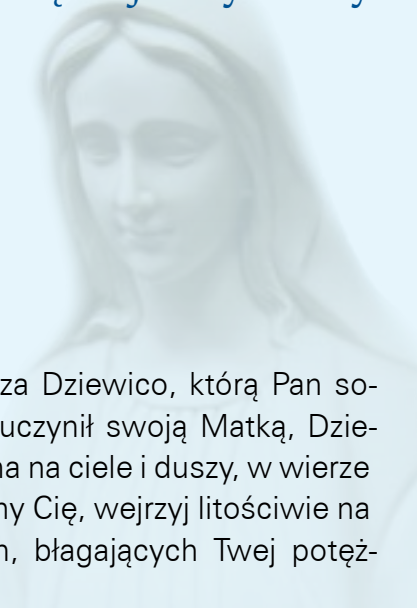 za Dziewico, którą Pan so-
uczynił swoją Matką, Dzie-
na na ciele i duszy, w wierze
ny Cię, wejrzyj litościwie na
n, błagających Twej potęż-